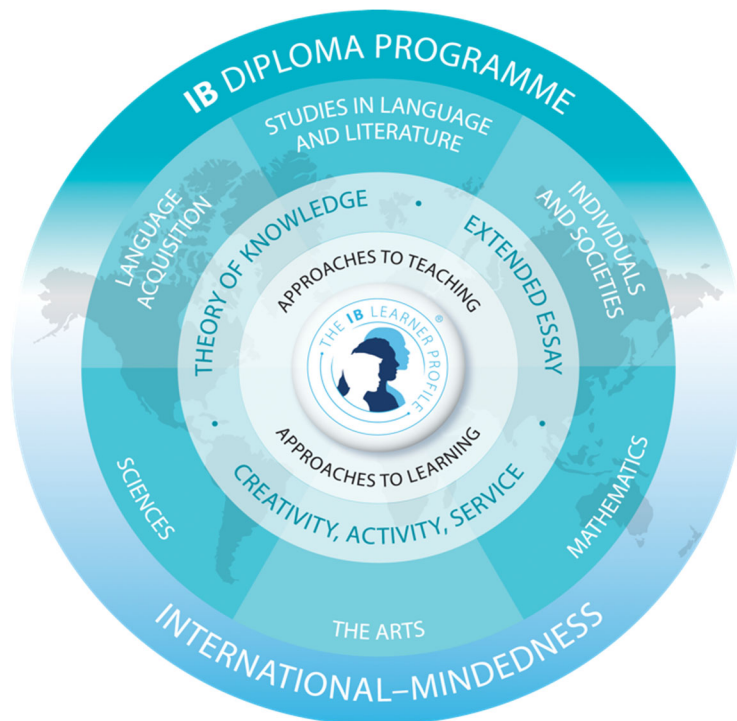 IB DIPLOMA PROGRAMME
STUDIES IN LANGUAGE
AND LITERATURE
LANGUAGE
ACQUISITION
INDIVIDUALS
AND SOCIETIES
THEORY OF KNOWLEDGE
EXTENDED ESSAY
APPROACHES TO TEACHING
THE IB LEARNER PROFILE ®
APPROACHES TO LEARNING
CREATIVITY, ACTIVITY, SERVICE
SCIENCES
MATHEMATICS
THE ARTS
INTERNATIONAL–MINDEDNESS